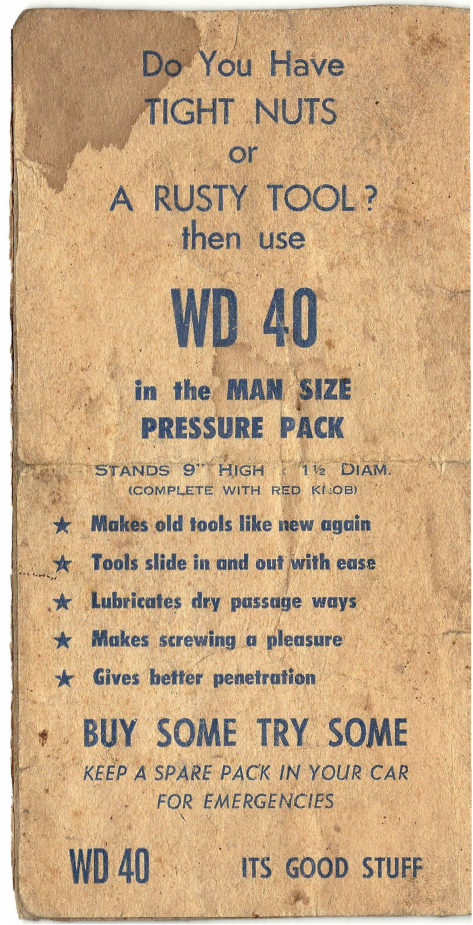 Do You Have
TIGHT NUTS
or
A RUSTY TOOL?
then use
WD 40
in the MAN SIZE
PRESSURE PACK
STANDS 9" HIGH 1½ DIAM.
(COMPLETE WITH RED KNOB)
★ Makes old tools like new again
★ Tools slide in and out with ease
★ Lubricates dry passage ways
★ Makes screwing a pleasure
★ Gives better penetration
BUY SOME TRY SOME
KEEP A SPARE PACK IN YOUR CAR
FOR EMERGENCIES
WD 40 ITS GOOD STUFF